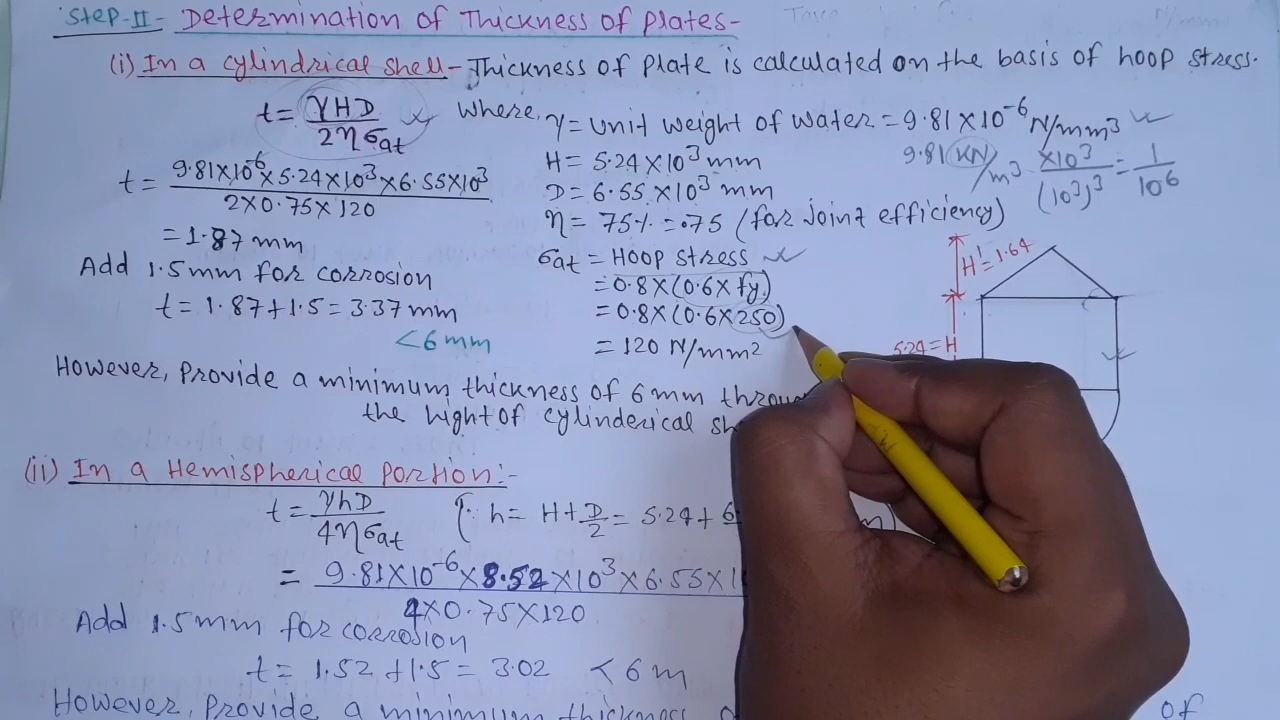 Step-II- Determination of Thickness of plates-
(i) In a cylindrical shell- Thickness of plate is calculated on the basis of hoop stress.
t = γHD / 2ησat
where, γ = unit weight of water = 9.81×10⁻⁶ N/mm³
9.81 KN/m³ ×10³/(10³)³ = 1/10⁶
H = 5.24×10³ mm
D = 6.55×10³ mm
η = 75% = .75 (for joint efficiency)
t = 9.81×10⁻⁶×5.24×10³×6.55×10³ / 2×0.75×120
= 1.87 mm
σat = Hoop stress
= 0.8×(0.6×fy)
= 0.8×(0.6×250)
= 120 N/mm²
Add 1.5mm for corrosion
t = 1.87+1.5 = 3.37 mm
<6 mm
H' = 1.64
5.24 = H
However, Provide a minimum thickness of 6 mm
the hight of cylinderical
(ii) In a Hemispherical portion:-
t = γhD / 4ησat
(∵ h = H + D/2 = 5.24 +
= 9.81×10⁻⁶×8.52×10³×6.55×
4×0.75×120
Add 1.5mm for corrosion
t = 1.52 +1.5 = 3.02 < 6 m
However, Provide a minimum thickness of